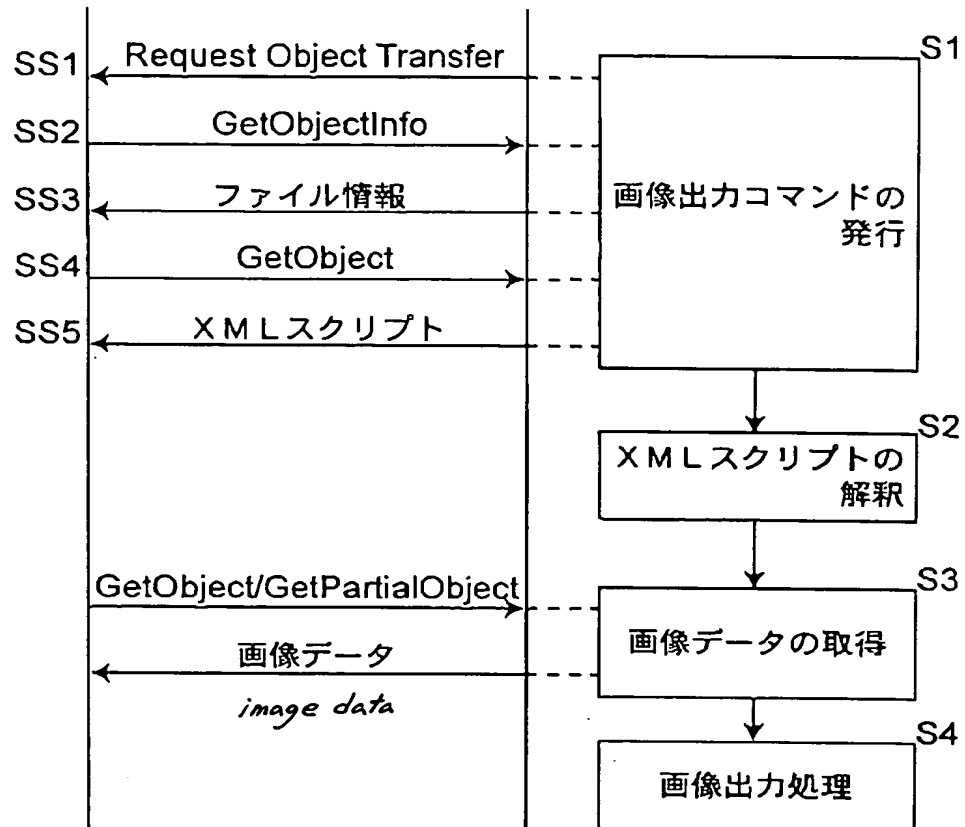 S1
SS1 Request Object Transfer
SS2 GetObjectInfo
SS3 ファイル情報
画像出力コマンドの
発行
SS4 GetObject
SS5 XMLスクリプト
S2
XMLスクリプトの
解釈
S3
GetObject/GetPartialObject
画像データの取得
画像データ
image data
S4
画像出力処理